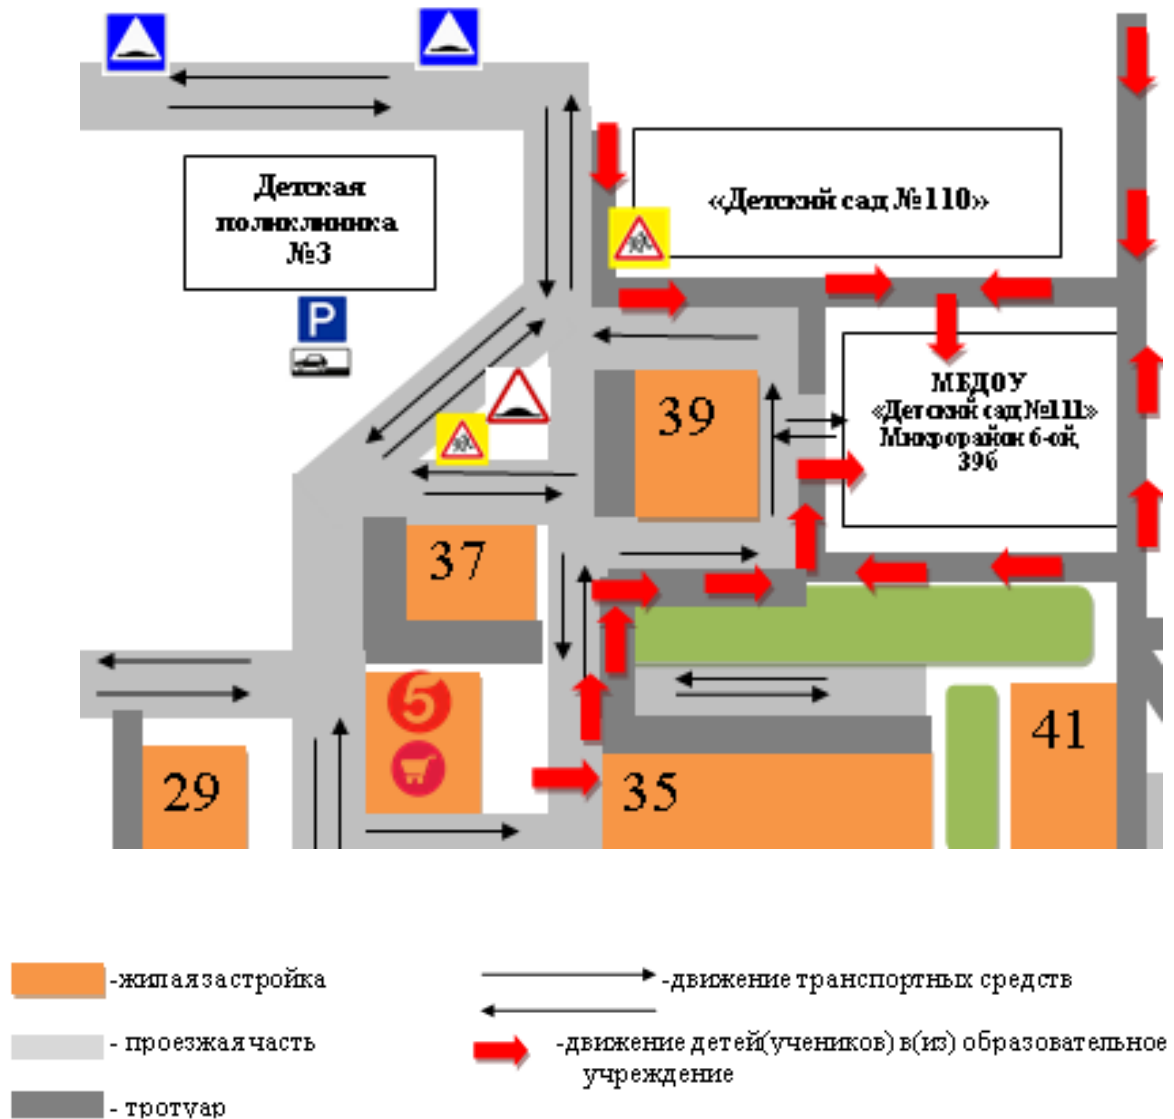 Детская
поликлиника
№3
«Детский сад №110»
P
МБДОУ
«Детский сад №111»
Микрорайон 6-ой,
39б
39
37
5
41
29
35
-жилая застройка
-движение транспортных средств
- проезжая часть
-движение детей(учеников) в(из) образовательное
учреждение
- тротуар